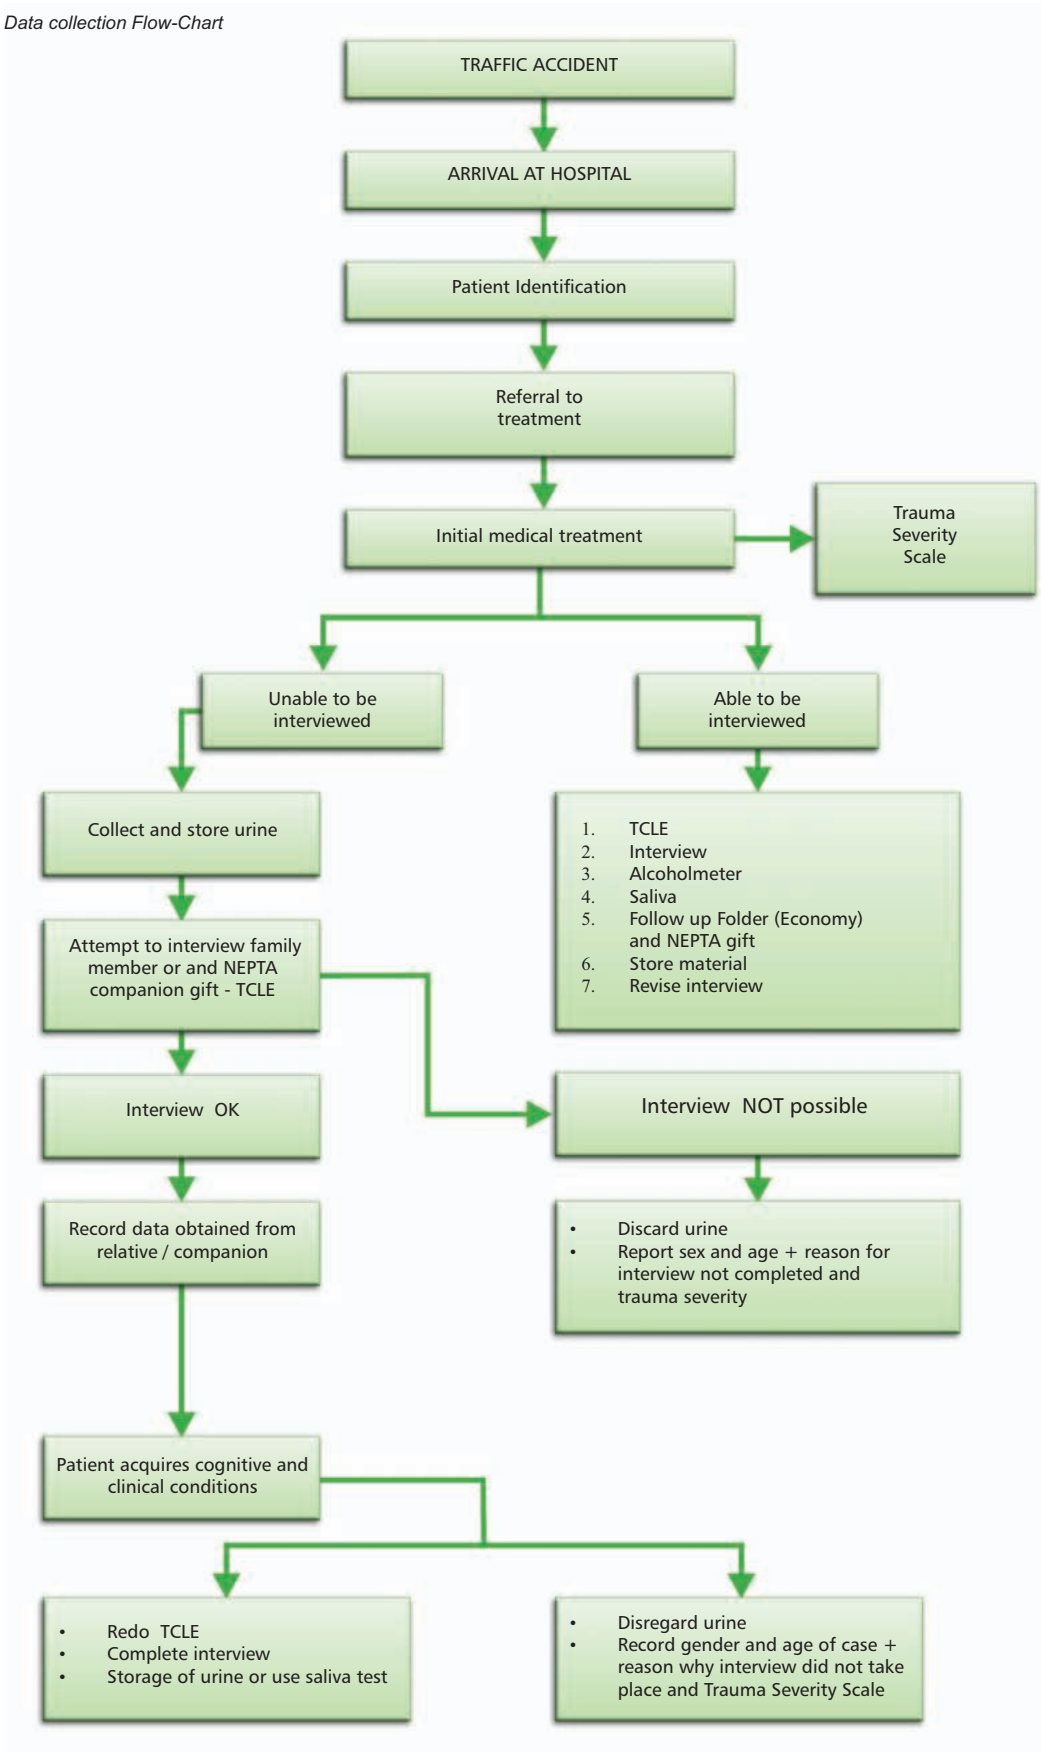 Data collection Flow-Chart
TRAFFIC ACCIDENT
ARRIVAL AT HOSPITAL
Patient Identification
Referral to
treatment
Initial medical treatment
Trauma
Severity
Scale
Unable to be
interviewed
Able to be
interviewed
Collect and store urine
1. TCLE
2. Interview
3. Alcoholmeter
4. Saliva
5. Follow up Folder (Economy)
and NEPTA gift
6. Store material
7. Revise interview
Attempt to interview family
member or and NEPTA
companion gift - TCLE
Interview OK
Interview NOT possible
Record data obtained from
relative / companion
• Discard urine
• Report sex and age + reason for
interview not completed and
trauma severity
Patient acquires cognitive and
clinical conditions
• Redo TCLE
• Complete interview
• Storage of urine or use saliva test
• Disregard urine
• Record gender and age of case +
reason why interview did not take
place and Trauma Severity Scale